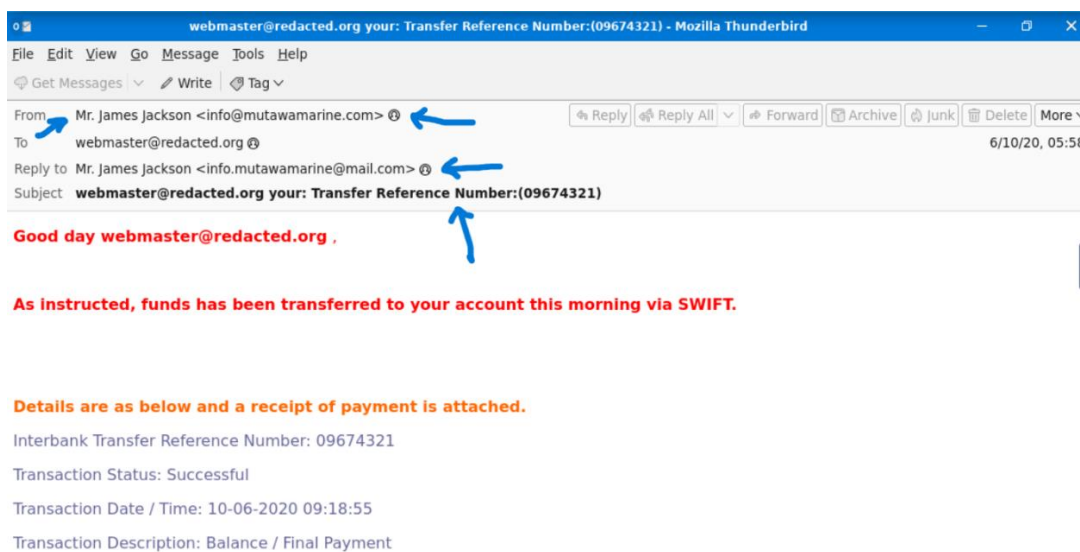 webmaster@redacted.org your: Transfer Reference Number:(09674321) - Mozilla Thunderbird
File Edit View Go Message Tools Help
Get Messages Write Tag
From Mr. James Jackson <info@mutawamarine.com> Reply Reply All Forward Archive Junk Delete More
To webmaster@redacted.org 6/10/20, 05:58
Reply to Mr. James Jackson <info.mutawamarine@mail.com>
Subject webmaster@redacted.org your: Transfer Reference Number:(09674321)
Good day webmaster@redacted.org ,
As instructed, funds has been transferred to your account this morning via SWIFT.
Details are as below and a receipt of payment is attached.
Interbank Transfer Reference Number: 09674321
Transaction Status: Successful
Transaction Date / Time: 10-06-2020 09:18:55
Transaction Description: Balance / Final Payment